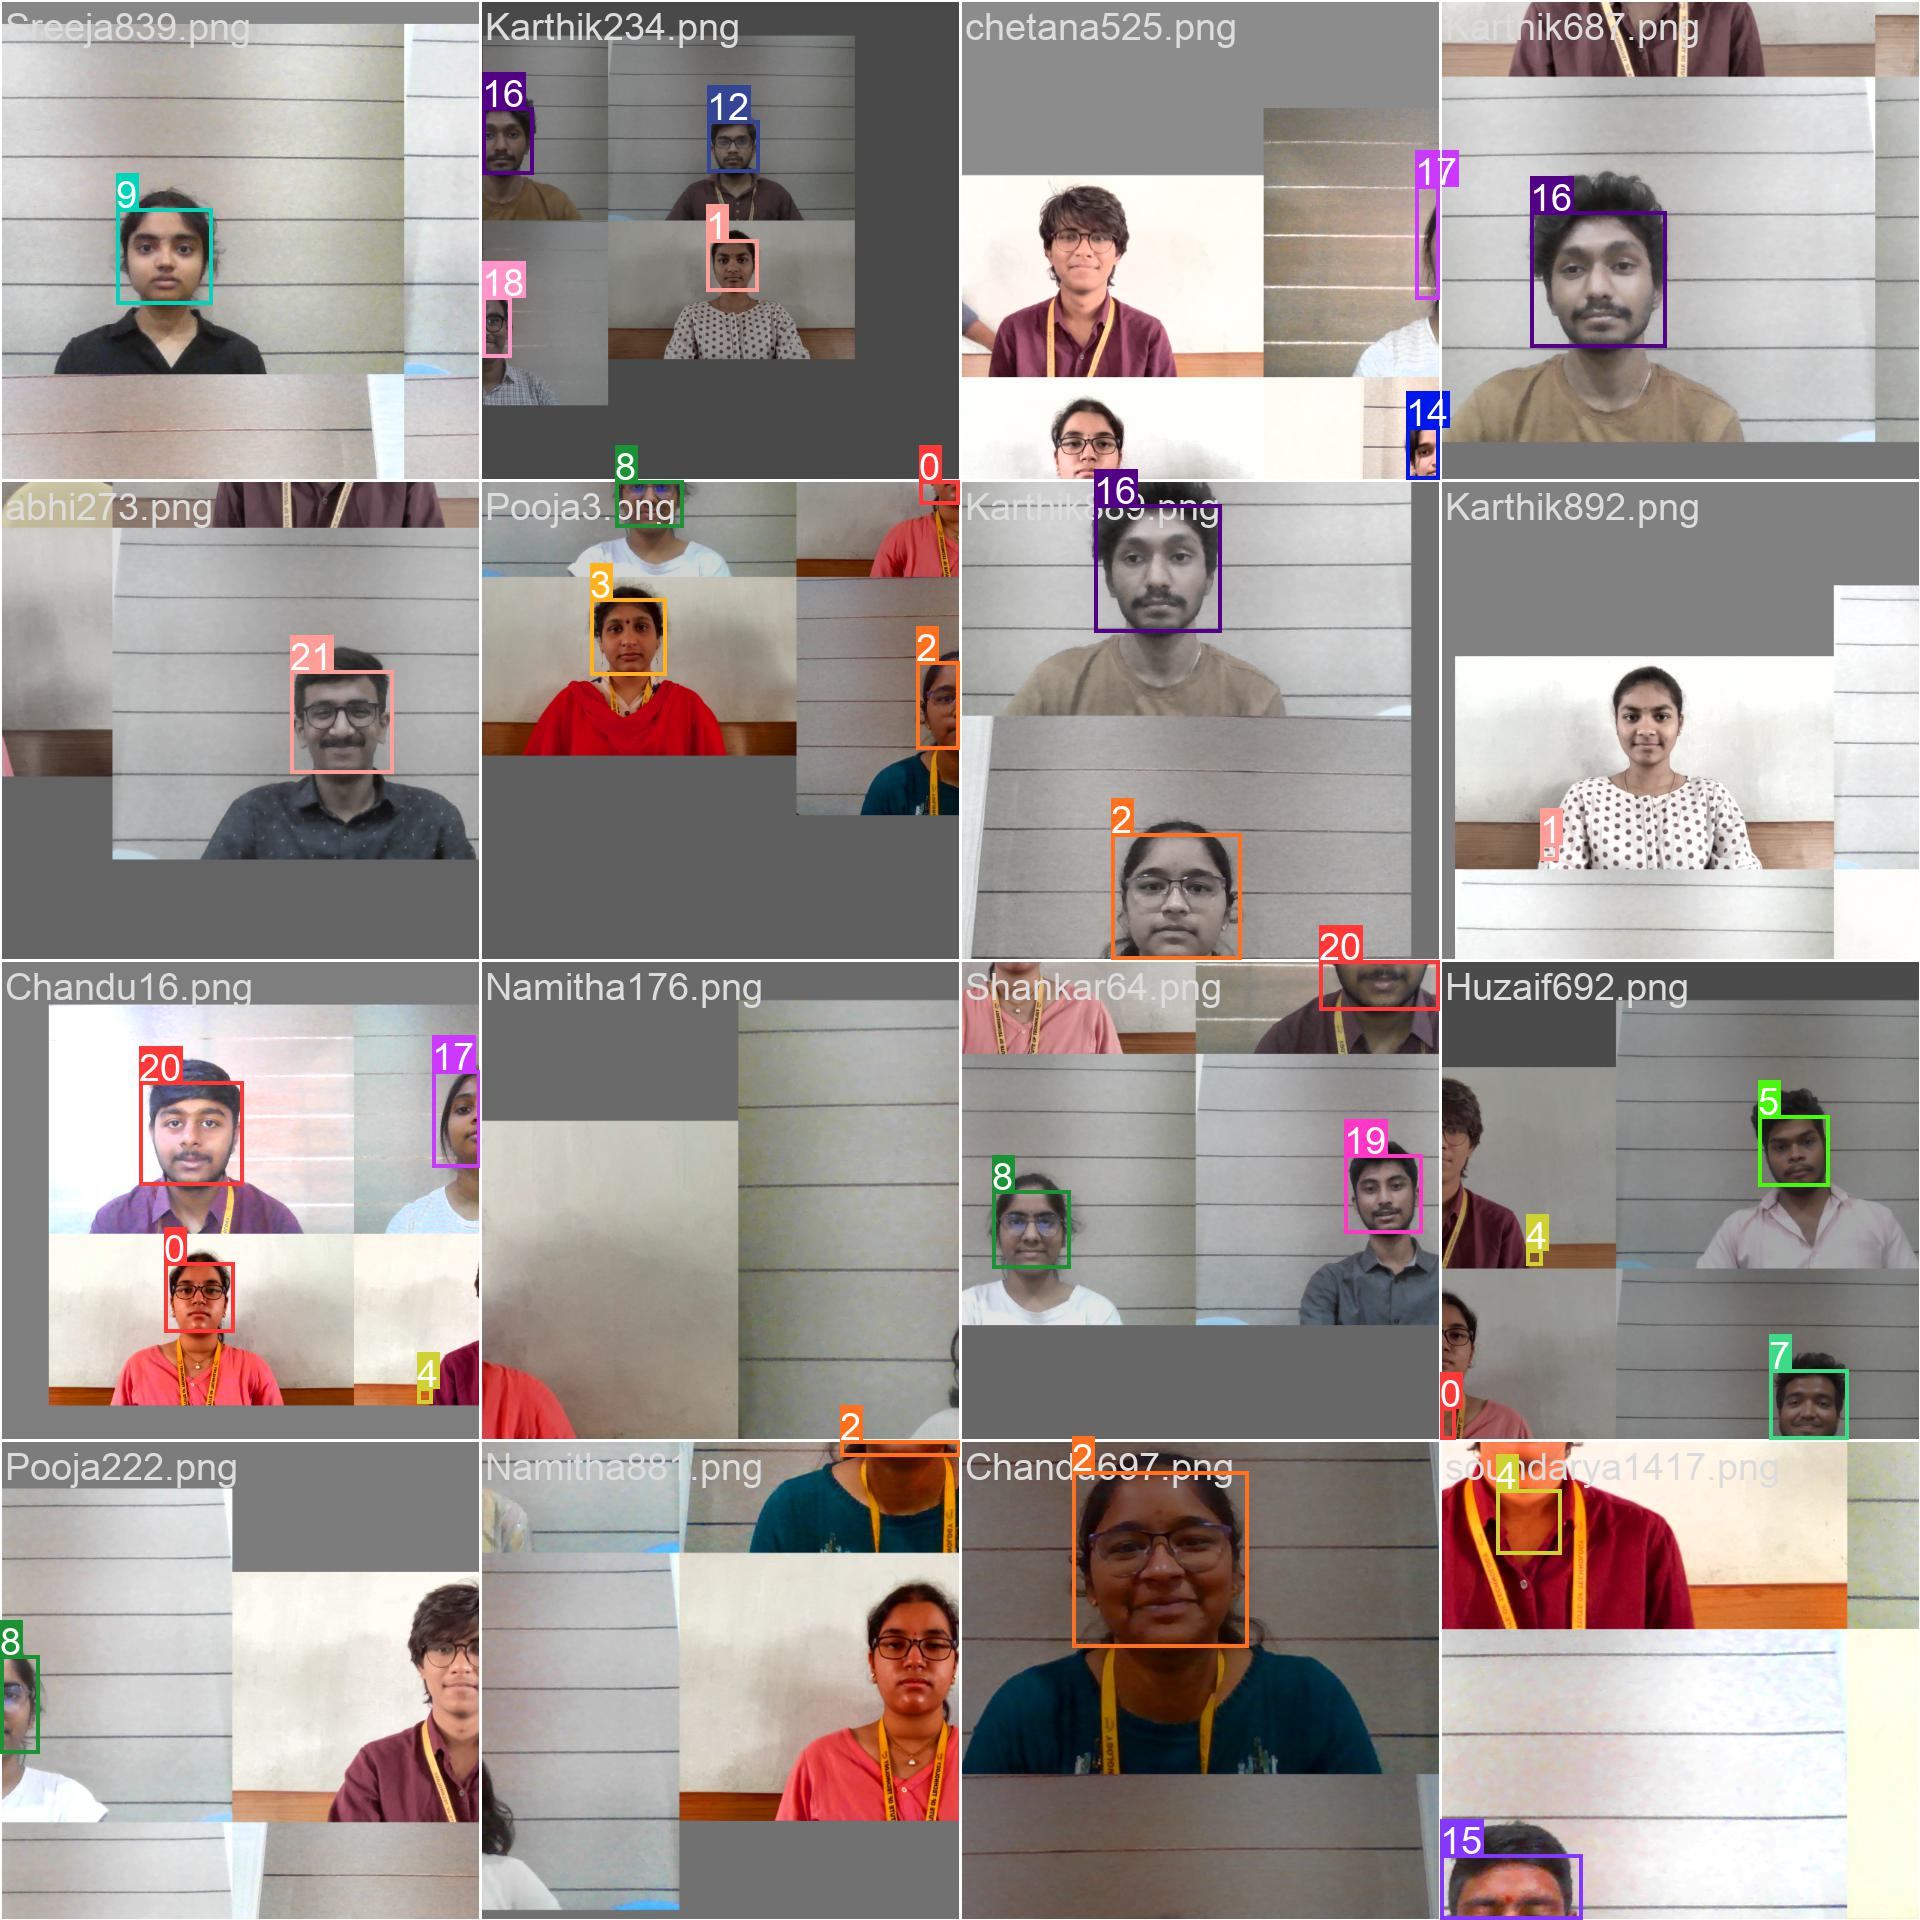 Sreeja839.png
Karthik234.png
chetana525.png
Karthik687.png
16
12
17
16
9
1
18
14
8
0
16
abhi273.png
Pooja3.png
Karthik889.png
Karthik892.png
3
21
2
2
1
20
Chandu16.png
Namitha176.png
Shankar64.png
Huzaif692.png
20
17
19
5
8
0
4
4
7
0
2
Pooja222.png
Namitha881.png
Chandu697.png
soundarya1417.png
2
4
8
15